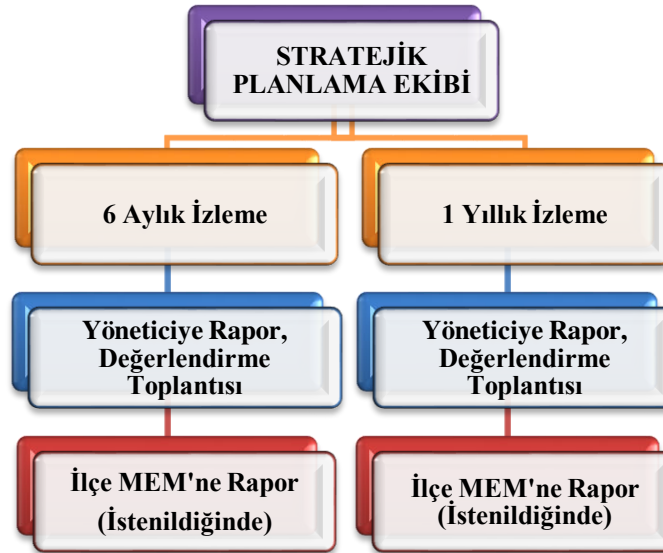 STRATEJİK
PLANLAMA EKİBİ
6 Aylık İzleme
1 Yıllık İzleme
Yöneticiye Rapor,
Değerlendirme
Toplantısı
Yöneticiye Rapor,
Değerlendirme
Toplantısı
İlçe MEM'ne Rapor
(İstenildiğinde)
İlçe MEM'ne Rapor
(İstenildiğinde)